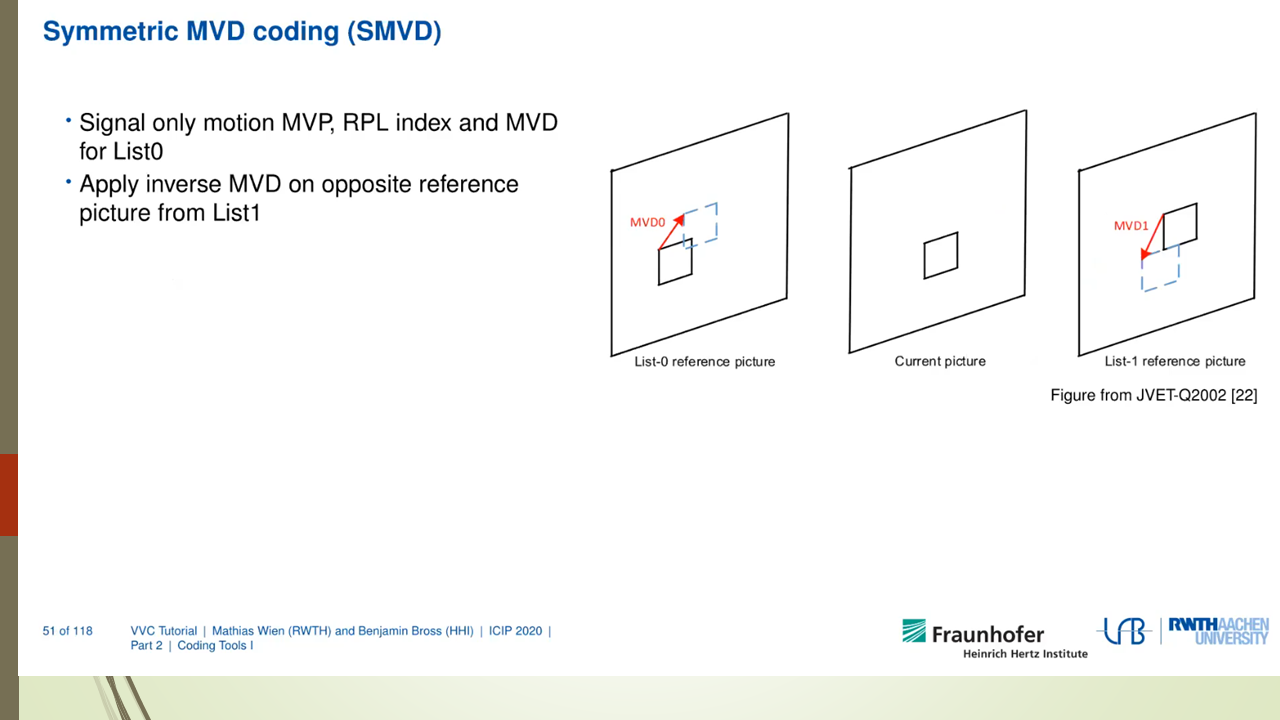 Symmetric MVD coding (SMVD)
• Signal only motion MVP, RPL index and MVD
for List0
• Apply inverse MVD on opposite reference
picture from List1
MVD0
MVD1
List-0 reference picture
Current picture
List-1 reference picture
Figure from JVET-Q2002 [22]
51 of 118
VVC Tutorial | Mathias Wien (RWTH) and Benjamin Bross (HHI) | ICIP 2020 |
Part 2 | Coding Tools I
Fraunhofer
Heinrich Hertz Institute
LFB
RWTHAACHEN
UNIVERSITY